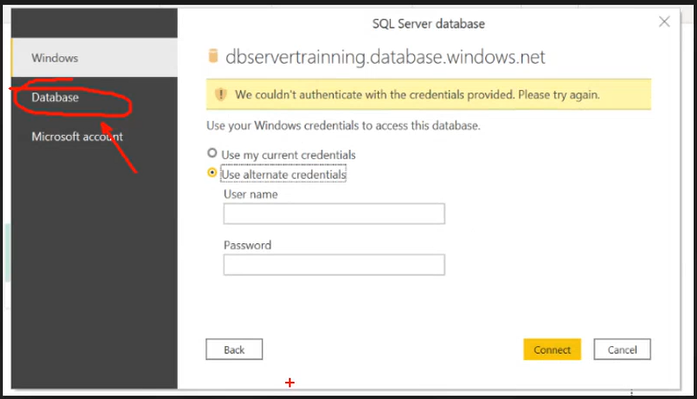 SQL Server database
Windows
Database
Microsoft account
dbservertrainning.database.windows.net
We couldn't authenticate with the credentials provided. Please try again.
Use your Windows credentials to access this database.
Use my current credentials
Use alternate credentials
User name
Password
Back
Connect
Cancel